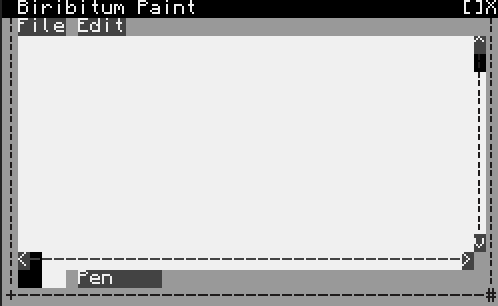 Biribitum Paint []X
File Edit
Pen